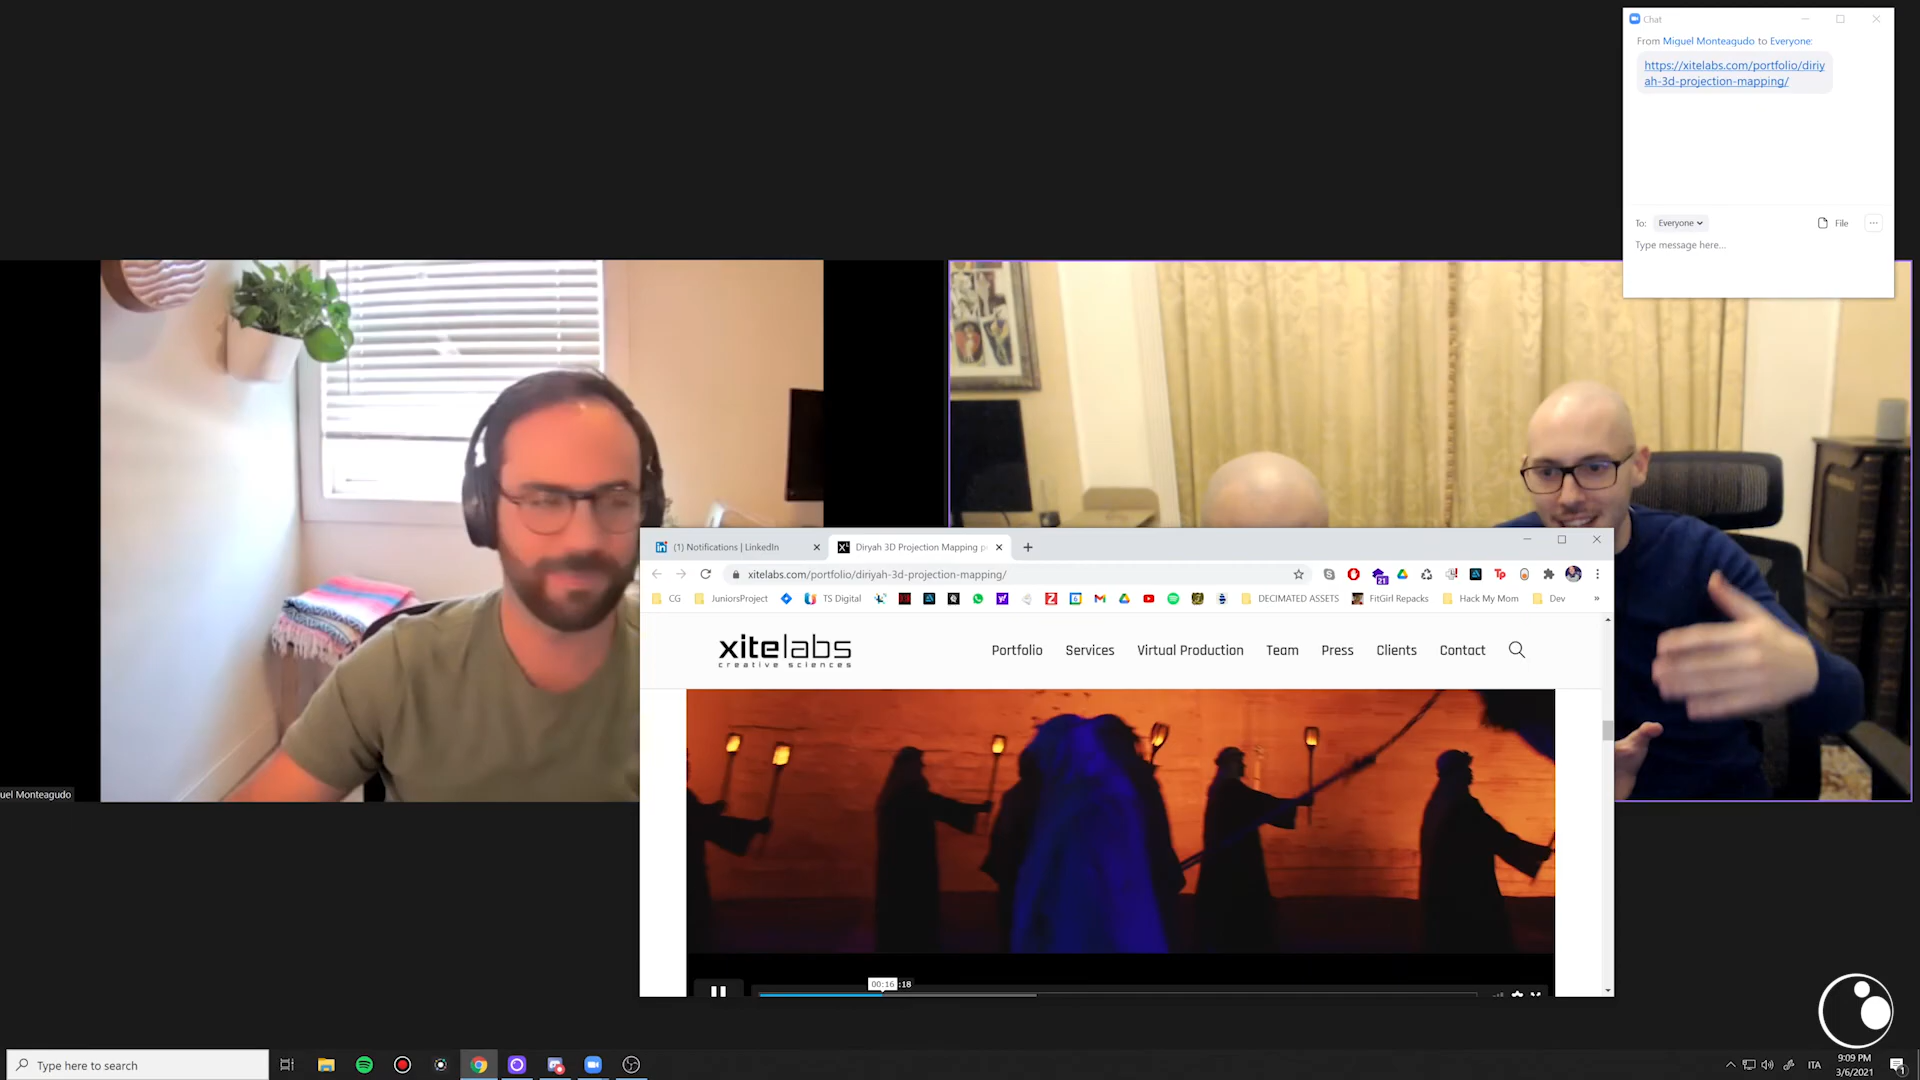 Chat
From Miguel Monteagudo to Everyone:
https://xitelabs.com/portfolio/diriy
ah-3d-projection-mapping/
To: Everyone
File
Type message here...
uel Monteagudo
(1) Notifications | LinkedIn
Diryah 3D Projection Mapping p
xitelabs.com/portfolio/diriyah-3d-projection-mapping/
21
CG JuniorsProject TS Digital DECIMATED ASSETS FitGirl Repacks Hack My Mom Dev »
xitelabs
creative sciences
Portfolio Services Virtual Production Team Press Clients Contact
00:16 :18
Type here to search
ITA
9:09 PM
3/6/2021